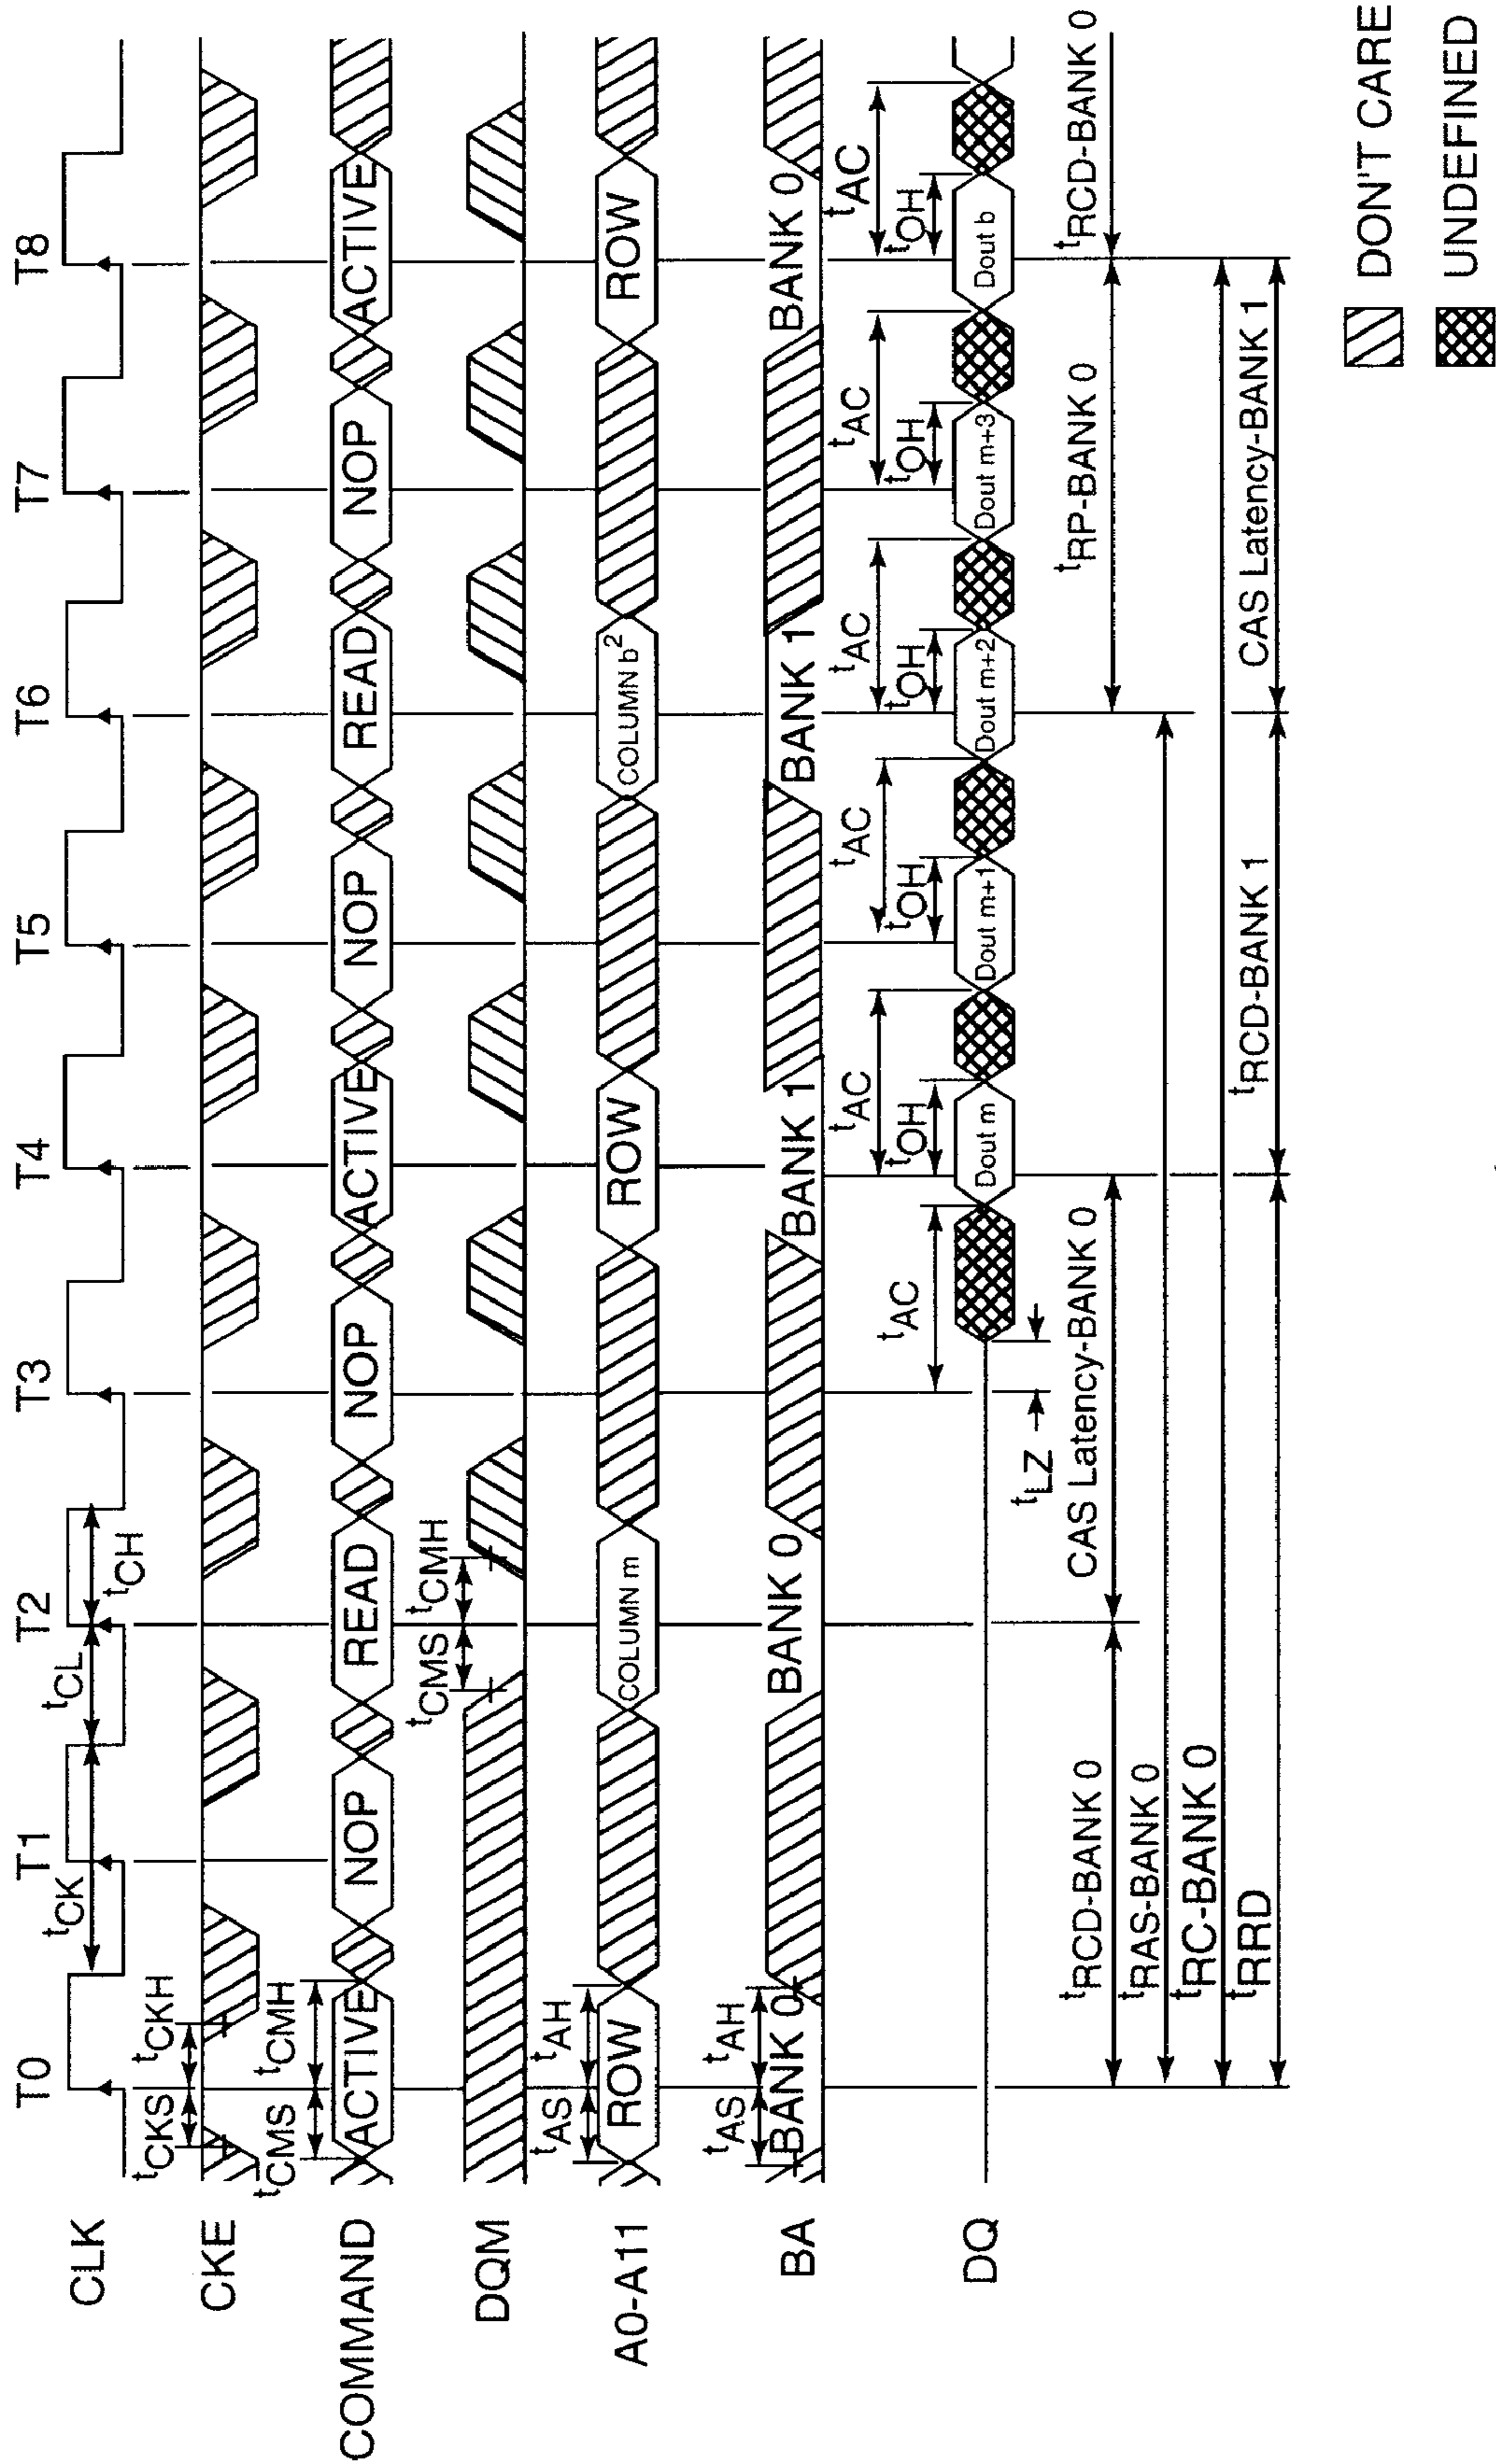 T0 T1 T2 T3 T4 T5 T6 T7 T8
CLK
tCK tCL tCH
CKE
tCKS tCKH
COMMAND
tCMS tCMH
ACTIVE NOP READ NOP ACTIVE NOP READ NOP ACTIVE
DQM
tCMS tCMH
A0-A11
tAS tAH
ROW COLUMN m ROW COLUMN b² ROW
BA
tAS tAH
BANK 0 BANK 0 BANK 1 BANK 1 BANK 0
DQ
tAC tAC tAC tAC tAC tAC
tOH tOH tOH tOH tOH
Dout m Dout m+1 Dout m+2 Dout m+3 Dout b
tLZ
tRCD-BANK 0 CAS Latency-BANK 0 tRP-BANK 0 tRCD-BANK 0
tRAS-BANK 0
tRC-BANK 0
tRRD tRCD-BANK 1 CAS Latency-BANK 1
DON'T CARE
UNDEFINED